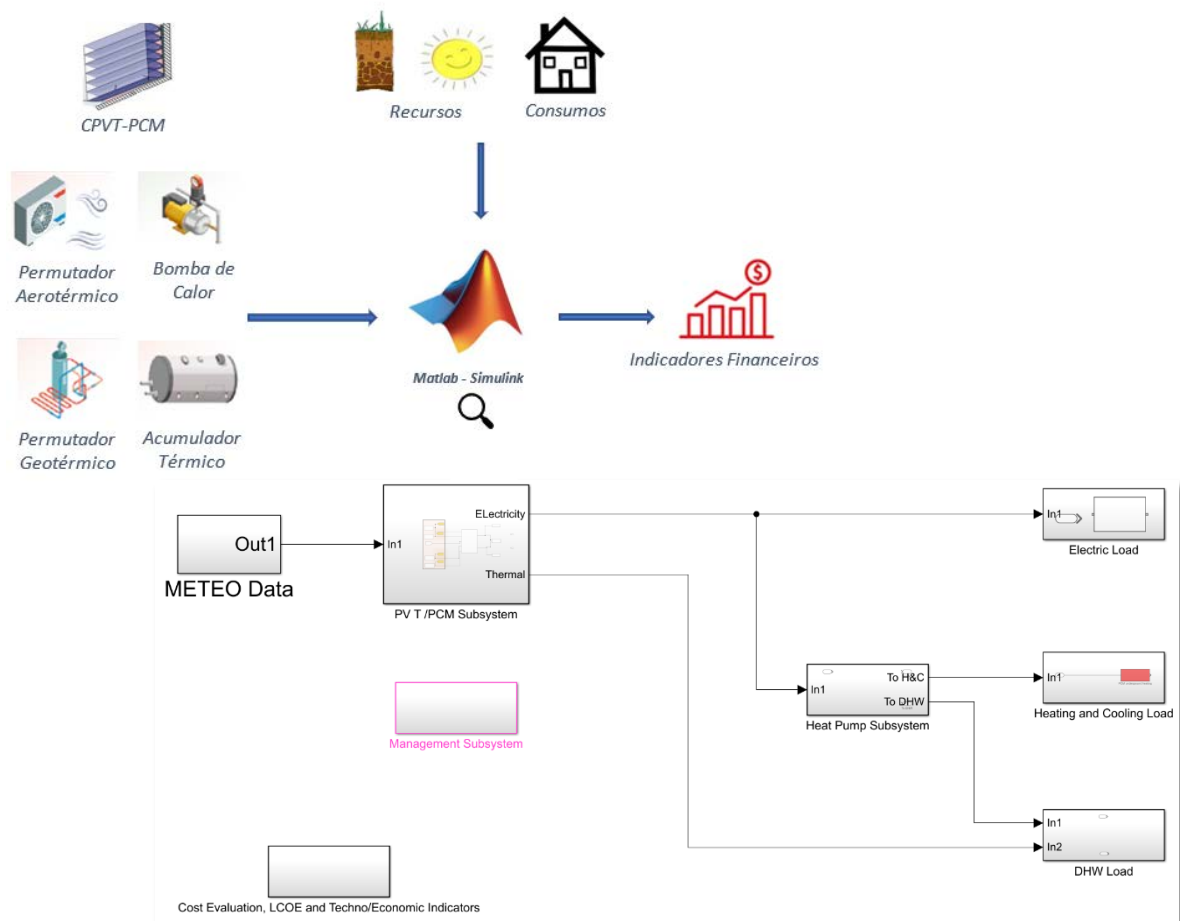 CPVT-PCM
Recursos
Consumos
Permutador
Aerotérmico
Bomba de
Calor
$
Matlab - Simulink
Indicadores Financeiros
Permutador
Geotérmico
Acumulador
Térmico
Out1
METEO Data
In1
ELectricity
Thermal
PV T /PCM Subsystem
In1
Electric Load
In1
To H&C
To DHW
Heat Pump Subsystem
In1
Heating and Cooling Load
Management Subsystem
In1
In2
DHW Load
Cost Evaluation, LCOE and Techno/Economic Indicators